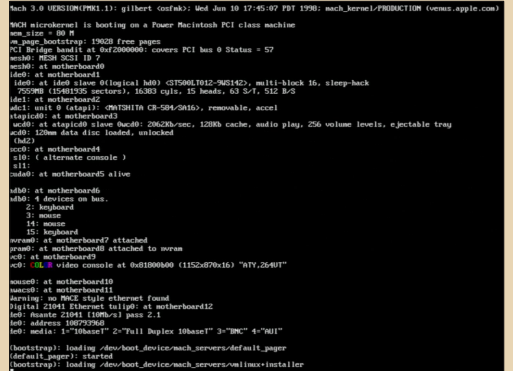 Mach 3.0 VERSION(PMK1.1): gilbert (osfmk); Wed Jun 10 17:45:07 PDT 1998; mach_kernel/PRODUCTION (venus.apple.com)
MACH microkernel is booting on a Power Macintosh PCI class machine
mem_size = 80 M
vm_page_bootstrap: 19028 free pages
PCI Bridge bandit at 0xf2000000: covers PCI bus 0 Status = 57
mesh0: MESH SCSI ID 7
mesh0: at motherboard0
ide0: at motherboard1
ide0: at ide0 slave 0(logical hd0) <ST500LT012-9WS142>, multi-block 16, sleep-hack
7559MB (15481935 sectors), 16383 cyls, 15 heads, 63 S/T, 512 B/S
ide1: at motherboard2
wdc1: unit 0 (atapi): <MATSHITA CR-584/SA16>, removable, accel
atapicd0 at motherboard3
wcd0: at atapicd0 slave 0wcd0: 2062Kb/sec, 128Kb cache, audio play, 256 volume levels, ejectable tray
wcd0: 120mm data disc loaded, unlocked
(hd2)
scc0: at motherboard4
sl0: ( alternate console )
sl1:
cuda0: at motherboard5 alive
adb0: at motherboard6
adb0: 4 devices on bus.
2: keyboard
3: mouse
14: mouse
15: keyboard
nvram0: at motherboard7 attached
pram0: at motherboard8 attached to nvram
vc0: at motherboard9
vc0: COLOR video console at 0x81800b00 (1152x870x16) "ATY,264VT"
mouse0: at motherboard10
awacs0: at motherboard11
Warning: no MACE style ethernet found
Digital 21041 Ethernet tulip0: at motherboard12
de0: Asante 21041 [10Mb/s] pass 2.1
de0: address 108793968
de0: media: 1="10baseT" 2="Full Duplex 10baseT" 3="BNC" 4="AUI"
(bootstrap): loading /dev/boot_device/mach_servers/default_pager
(default_pager): started
(bootstrap): loading /dev/boot_device/mach_servers/vmlinux+installer